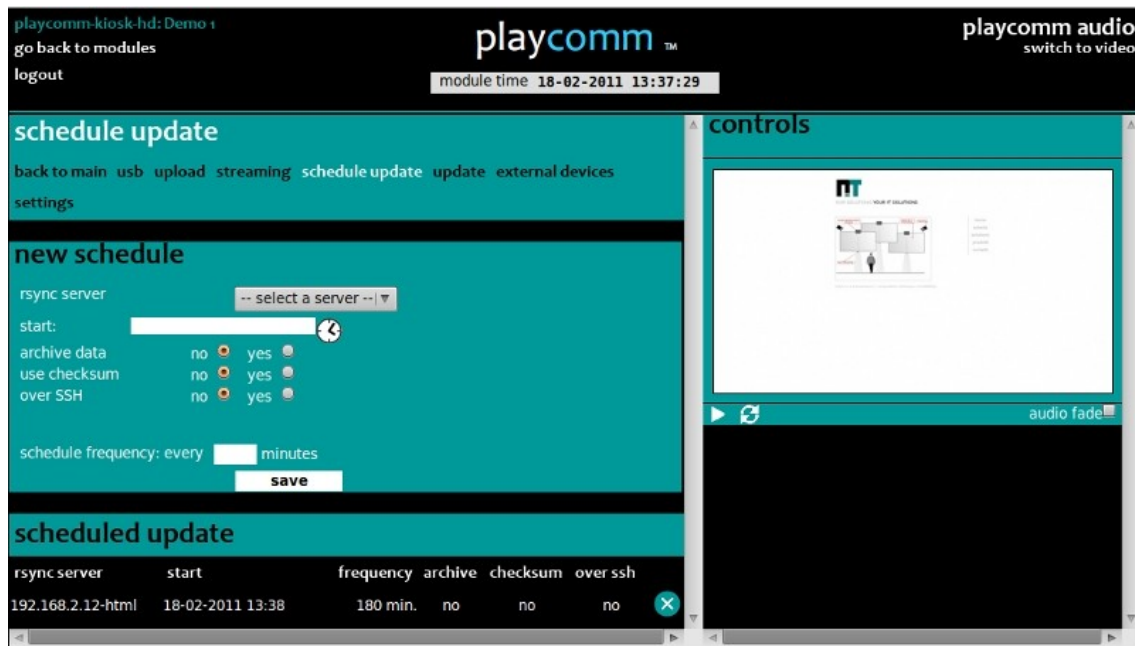 playcomm-kiosk-hd: Demo 1
go back to modules
logout
playcomm ™
module time 18-02-2011 13:37:29
playcomm audio
switch to video
schedule update
back to main usb upload streaming schedule update update external devices
settings
new schedule
rsync server -- select a server --
start:
archive data no yes
use checksum no yes
over SSH no yes
schedule frequency: every minutes
save
scheduled update
rsync server start frequency archive checksum over ssh
192.168.2.12-html 18-02-2011 13:38 180 min. no no no
controls
YOUR IT SOLUTIONS
audio fade